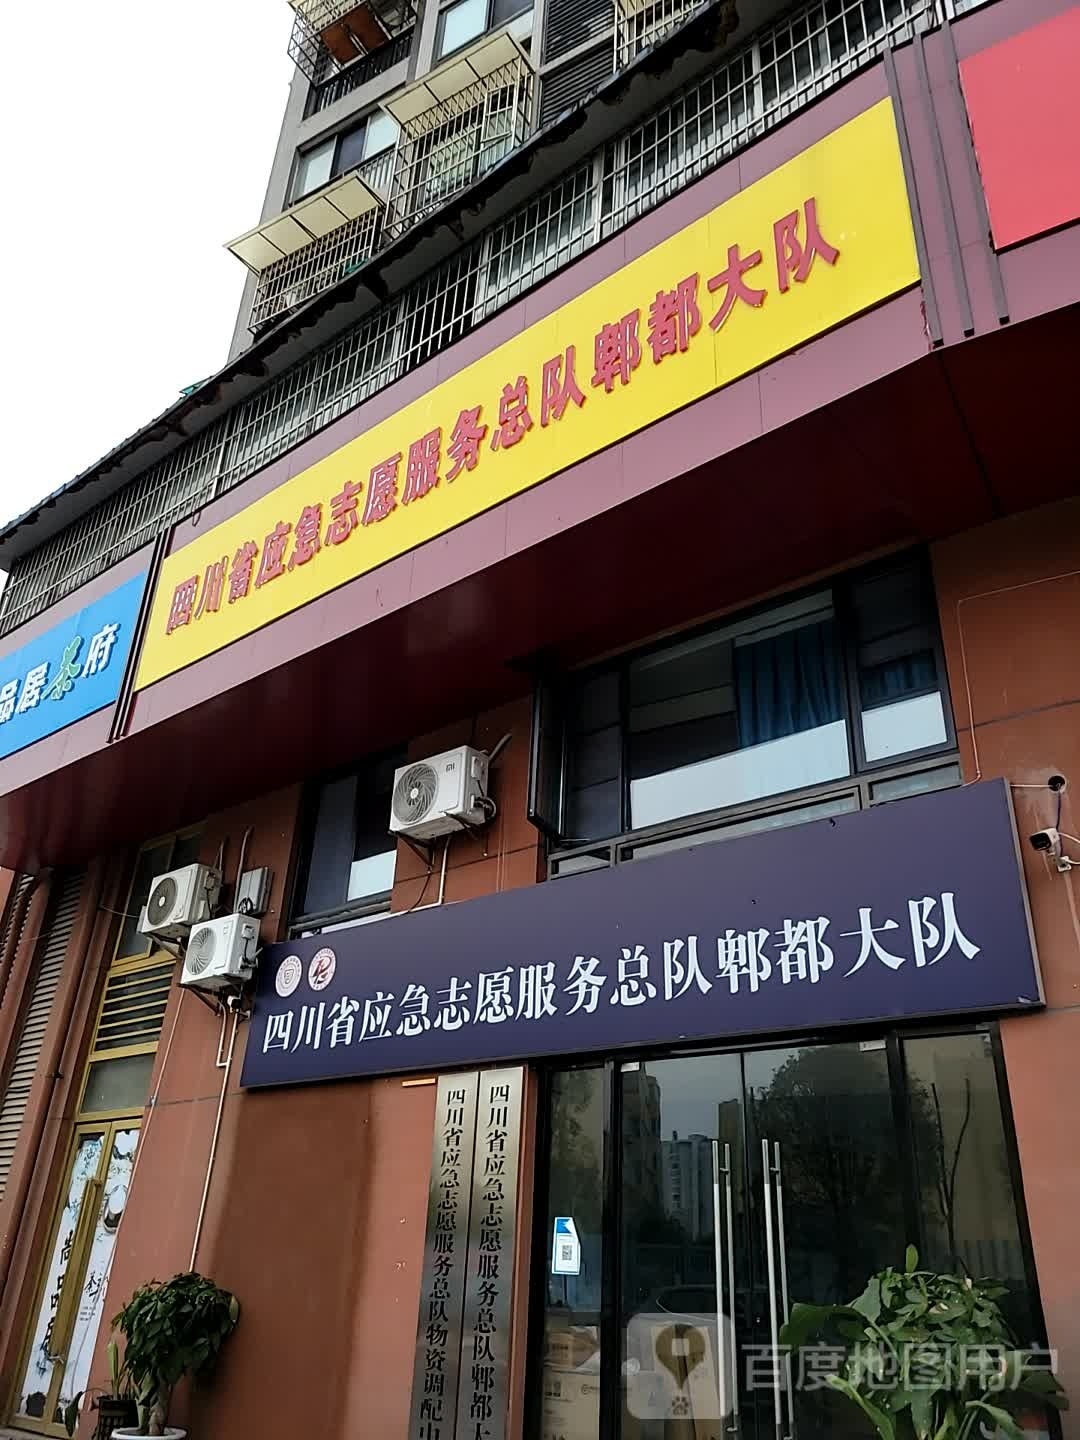 四川省应急志愿服务总队郫都大队
品居茶府
四川省应急志愿服务总队郫都大队
四川省应急志愿服务总队郫都大
四川省应急志愿服务总队物资调配中
尚品
百度地图用户